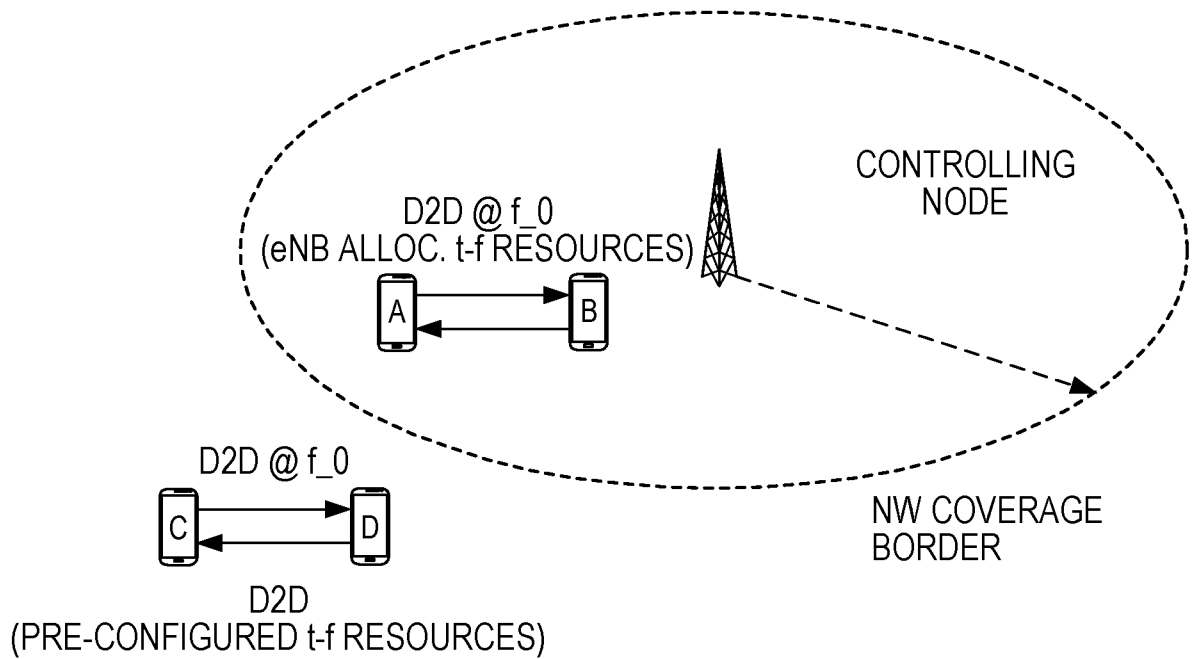 CONTROLLING
NODE
D2D @ f_0
(eNB ALLOC. t-f RESOURCES)
A
B
D2D @ f_0
C
D
NW COVERAGE
BORDER
D2D
(PRE-CONFIGURED t-f RESOURCES)